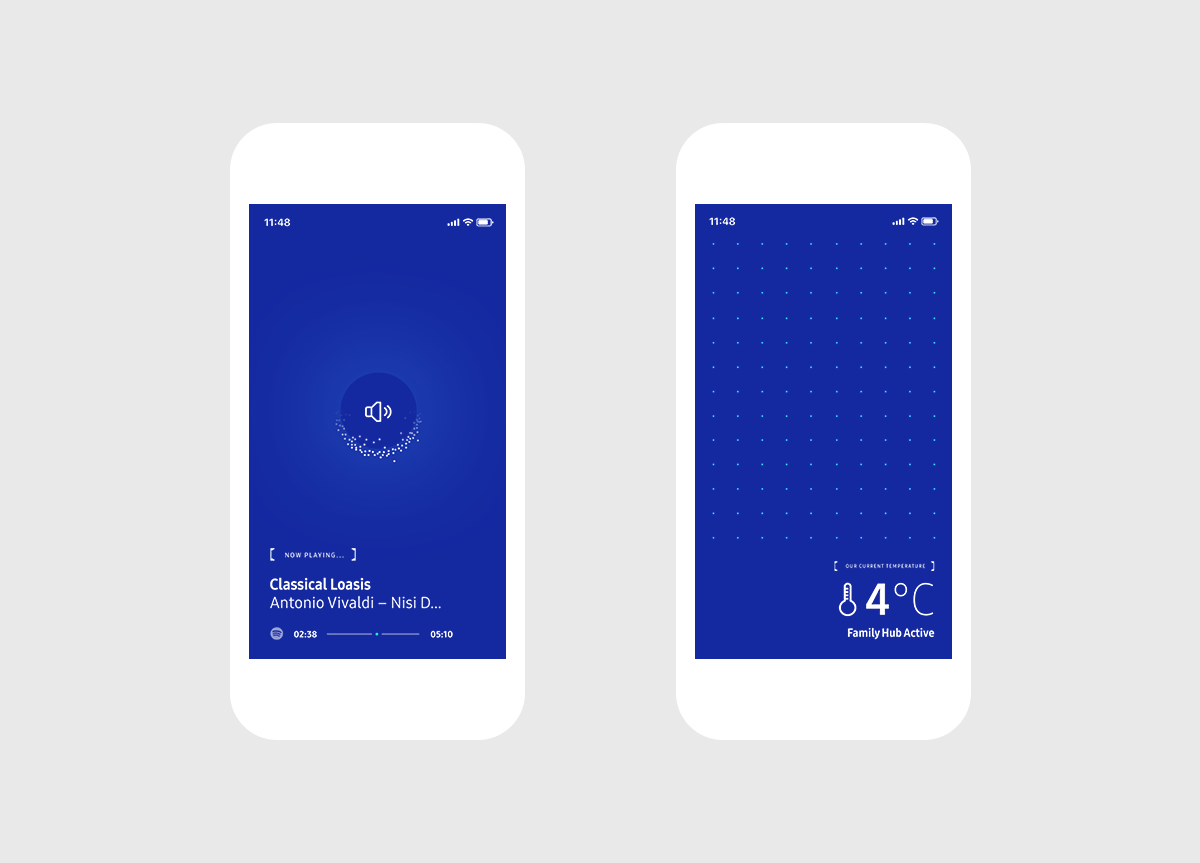 11:48
[ NOW PLAYING... ]
Classical Loasis
Antonio Vivaldi – Nisi D...
02:38 05:10
11:48
[ OUR CURRENT TEMPERATURE ]
4°C
Family Hub Active